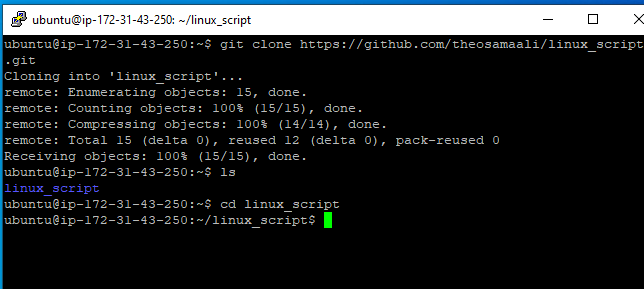 ubuntu@ip-172-31-43-250: ~/linux_script
ubuntu@ip-172-31-43-250:~$ git clone https://github.com/theosamaali/linux_script
.git
Cloning into 'linux_script'...
remote: Enumerating objects: 15, done.
remote: Counting objects: 100% (15/15), done.
remote: Compressing objects: 100% (14/14), done.
remote: Total 15 (delta 0), reused 12 (delta 0), pack-reused 0
Receiving objects: 100% (15/15), done.
ubuntu@ip-172-31-43-250:~$ ls
linux_script
ubuntu@ip-172-31-43-250:~$ cd linux_script
ubuntu@ip-172-31-43-250:~/linux_script$